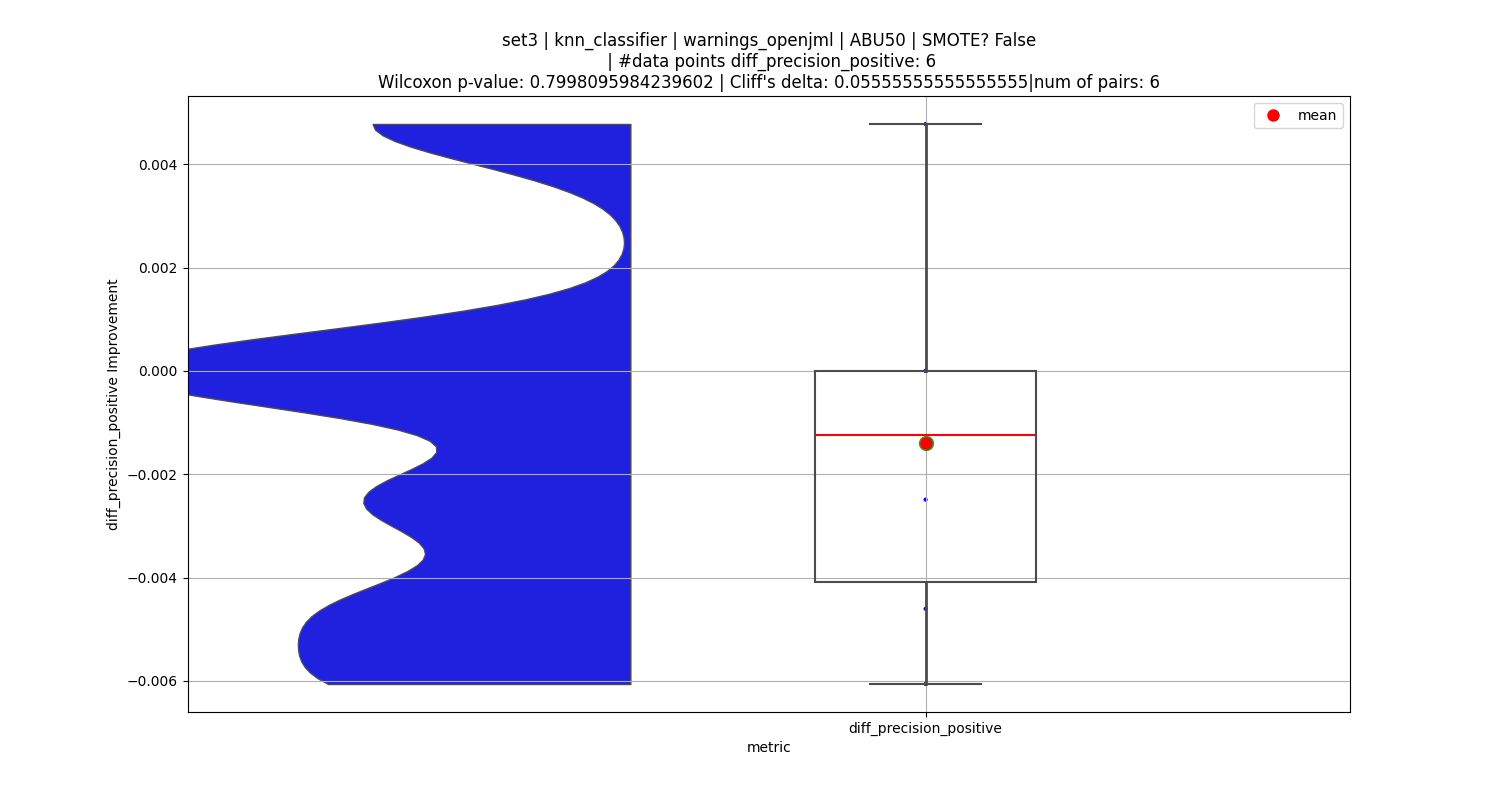 set3 | knn_classifier | warnings_openjml | ABU50 | SMOTE? False
| #data points diff_precision_positive: 6
Wilcoxon p-value: 0.7998095984239602 | Cliff's delta: 0.05555555555555555|num of pairs: 6
mean
0.004
0.002
0.000
−0.002
−0.004
−0.006
diff_precision_positive Improvement
diff_precision_positive
metric